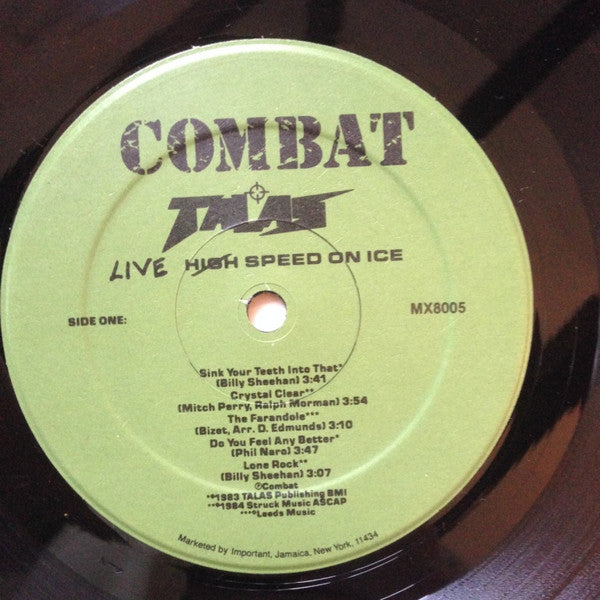 COMBAT
TALAS
LIVE HIGH SPEED ON ICE
SIDE ONE:
MX8005
Sink Your Teeth Into That*
(Billy Sheehan) 3:41
Crystal Clear**
(Mitch Perry, Ralph Morman) 3:54
The Farandole***
(Bizet, Arr. D. Edmunds) 3:10
Do You Feel Any Better*
(Phil Naro) 3:47
Lone Rock**
(Billy Sheehan) 3:07
℗Combat
**1983 TALAS Publishing BMI
**1984 Struck Music ASCAP
***Leeds Music
Marketed by Important, Jamaica, New York, 11434